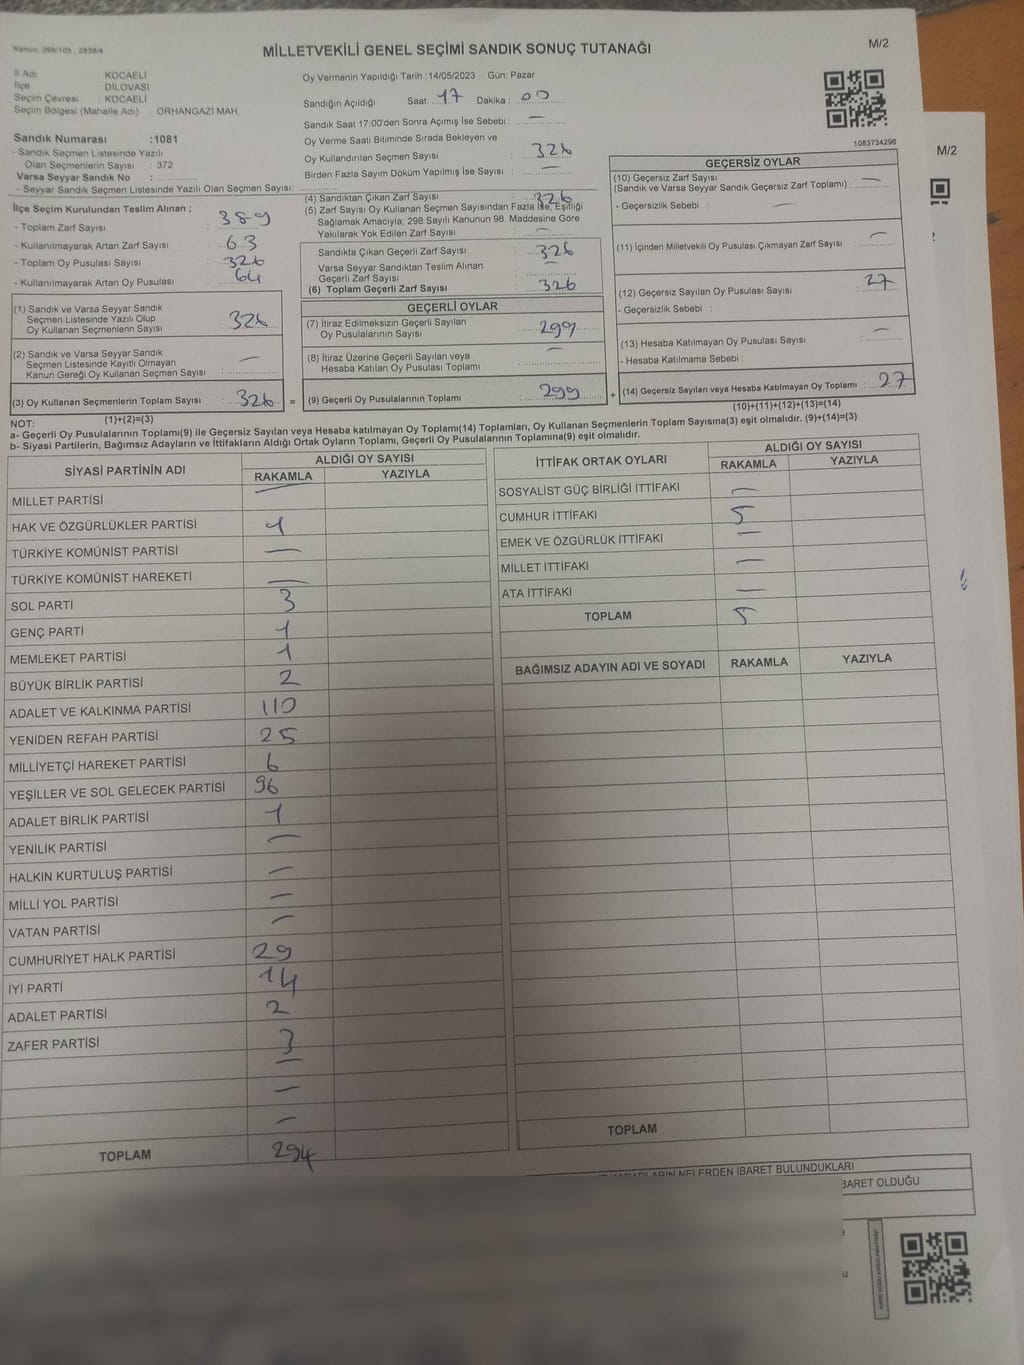 Kanun, 298/105 , 2839/4
MİLLETVEKİLİ GENEL SEÇİMİ SANDIK SONUÇ TUTANAĞI
M/2
İl Adı : KOCAELİ
İlçe : DİLOVASI
Seçim Çevresi : KOCAELİ
Seçim Bölgesi (Mahalle Adı) : ORHANGAZİ MAH.
Sandık Numarası :1081
- Sandık Seçmen Listesinde Yazılı
Olan Seçmenlerin Sayısı : 372
Varsa Seyyar Sandık No :
- Seyyar Sandık Seçmen Listesinde Yazılı Olan Seçmen Sayısı:
İlçe Seçim Kurulundan Teslim Alınan ;
- Toplam Zarf Sayısı : 389
- Kullanılmayarak Artan Zarf Sayısı : 63
- Toplam Oy Pusulası Sayısı : 326
- Kullanılmayarak Artan Oy Pusulası : 64
(1) Sandık ve Varsa Seyyar Sandık
Seçmen Listesinde Yazılı Olup
Oy Kullanan Seçmenlerin Sayısı : 326
(2) Sandık ve Varsa Seyyar Sandık
Seçmen Listesinde Kayıtlı Olmayan
Kanun Gereği Oy Kullanan Seçmen Sayısı : —
(3) Oy Kullanan Seçmenlerin Toplam Sayısı : 326 =
(1)+(2)=(3)
Oy Vermenin Yapıldığı Tarih :14/05/2023 Gün: Pazar
Sandığın Açıldığı Saat: 17 Dakika : 00
Sandık Saat 17:00'den Sonra Açımış İse Sebebi : —
Oy Verme Saati Bitiminde Sırada Bekleyen ve
Oy Kullandırılan Seçmen Sayısı : 326
Birden Fazla Sayım Döküm Yapılmış İse Sayısı : —
(4) Sandıktan Çıkan Zarf Sayısı : 326
(5) Zarf Sayısı Oy Kullanan Seçmen Sayısından Fazla İse, Eşitliği
Sağlamak Amacıyla; 298 Sayılı Kanunun 98. Maddesine Göre
Yakılarak Yok Edilen Zarf Sayısı : —
Sandıkta Çıkan Geçerli Zarf Sayısı : 326
Varsa Seyyar Sandıktan Teslim Alınan
Geçerli Zarf Sayısı : —
(6) Toplam Geçerli Zarf Sayısı : 326
GEÇERLİ OYLAR
(7) İtiraz Edilmeksizin Geçerli Sayılan
Oy Pusulalarının Sayısı : 299
(8) İtiraz Üzerine Geçerli Sayılan veya
Hesaba Katılan Oy Pusulası Toplamı : —
(9) Geçerli Oy Pusulalarının Toplamı : 299 +
1083734296
GEÇERSİZ OYLAR
(10) Geçersiz Zarf Sayısı
(Sandık ve Varsa Seyyar Sandık Geçersiz Zarf Toplamı) : —
- Geçersizlik Sebebi : —
(11) İçinden Milletvekili Oy Pusulası Çıkmayan Zarf Sayısı : —
(12) Geçersiz Sayılan Oy Pusulası Sayısı : 27
- Geçersizlik Sebebi :
(13) Hesaba Katılmayan Oy Pusulası Sayısı : —
- Hesaba Katılmama Sebebi :
(14) Geçersiz Sayılan veya Hesaba Katılmayan Oy Toplamı : 27
(10)+(11)+(12)+(13)=(14)
NOT:
a- Geçerli Oy Pusulalarının Toplamı(9) ile Geçersiz Sayılan veya Hesaba katılmayan Oy Toplamı(14) Toplamları, Oy Kullanan Seçmenlerin Toplam Sayısına(3) eşit olmalıdır. (9)+(14)=(3)
b- Siyasi Partilerin, Bağımsız Adayların ve İttifakların Aldığı Ortak Oyların Toplamı, Geçerli Oy Pusulalarının Toplamına(9) eşit olmalıdır.
SİYASİ PARTİNİN ADI ALDIĞI OY SAYISI
RAKAMLA YAZIYLA
MİLLET PARTİSİ —
HAK VE ÖZGÜRLÜKLER PARTİSİ 1
TÜRKİYE KOMÜNİST PARTİSİ —
TÜRKİYE KOMÜNİST HAREKETİ —
SOL PARTİ 3
GENÇ PARTİ 1
MEMLEKET PARTİSİ 1
BÜYÜK BİRLİK PARTİSİ 2
ADALET VE KALKINMA PARTİSİ 110
YENİDEN REFAH PARTİSİ 25
MİLLİYETÇİ HAREKET PARTİSİ 6
YEŞİLLER VE SOL GELECEK PARTİSİ 96
ADALET BİRLİK PARTİSİ 1
YENİLİK PARTİSİ —
HALKIN KURTULUŞ PARTİSİ —
MİLLİ YOL PARTİSİ —
VATAN PARTİSİ —
CUMHURİYET HALK PARTİSİ 29
İYİ PARTİ 14
ADALET PARTİSİ 2
ZAFER PARTİSİ 3
—
—
—
TOPLAM 294
İTTİFAK ORTAK OYLARI ALDIĞI OY SAYISI
RAKAMLA YAZIYLA
SOSYALİST GÜÇ BİRLİĞİ İTTİFAKI —
CUMHUR İTTİFAKI 5
EMEK VE ÖZGÜRLÜK İTTİFAKI —
MİLLET İTTİFAKI —
ATA İTTİFAKI —
TOPLAM 5
BAĞIMSIZ ADAYIN ADI VE SOYADI RAKAMLA YAZIYLA
TOPLAM
NELERDEN İBARET BULUNDUKLARI
BARET OLDUĞU
M/2